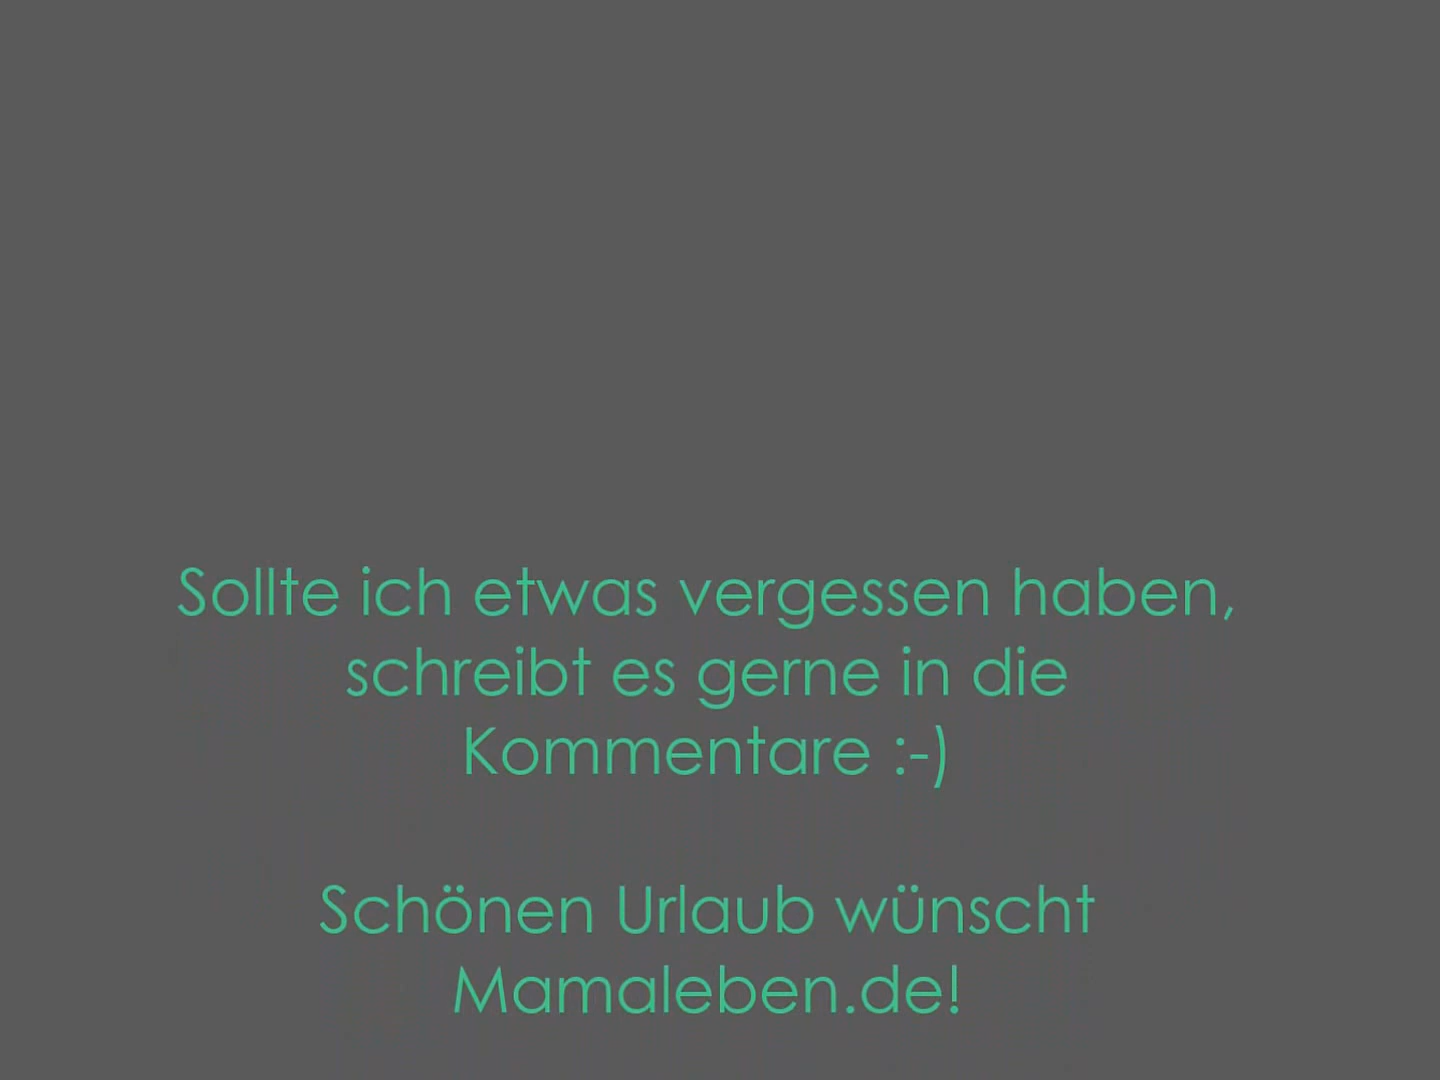 Sollte ich etwas vergessen haben,
schreibt es gerne in die
Kommentare :-)
Schönen Urlaub wünscht
Mamaleben.de!